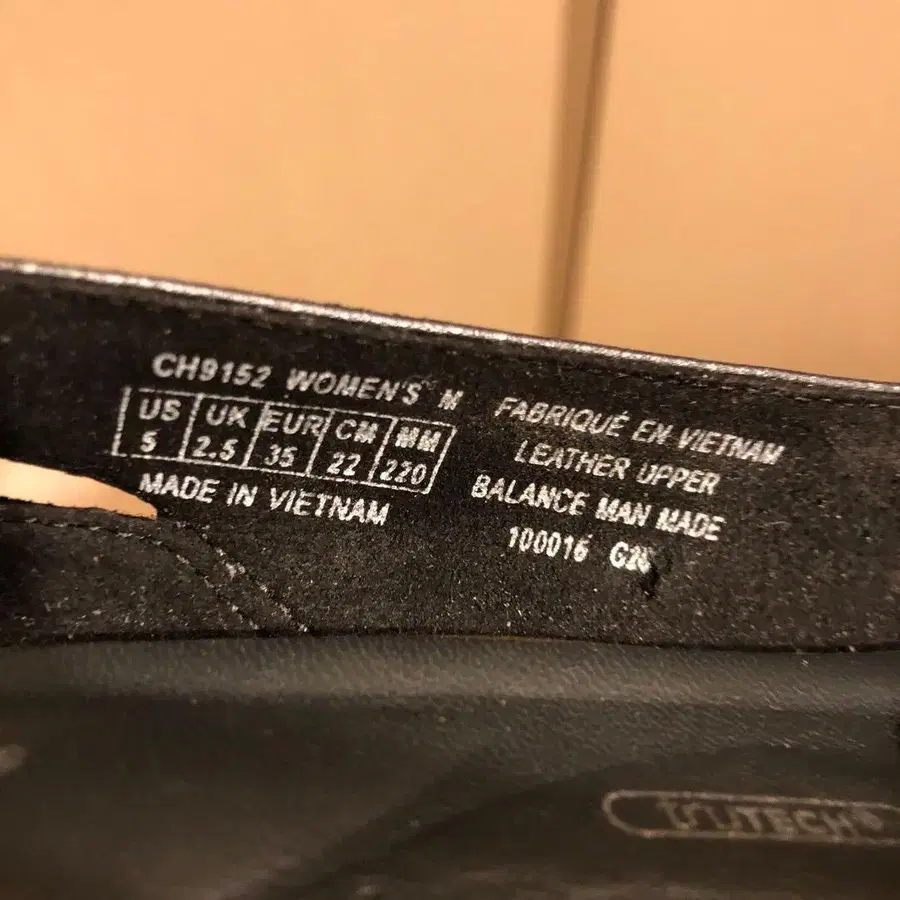 CH9152 WOMEN'S M
US UK EUR CM MM
5 2.5 35 22 220
MADE IN VIETNAM
FABRIQUÉ EN VIETNAM
LEATHER UPPER
BALANCE MAN MADE
100016
truTECH®